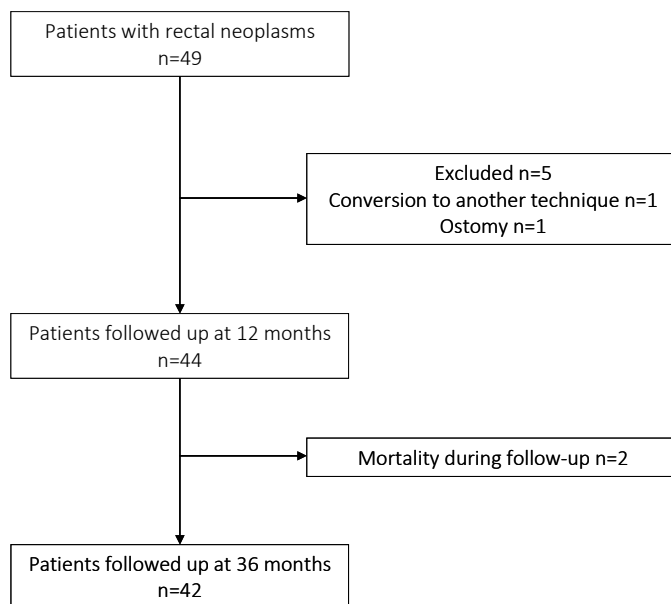 Patients with rectal neoplasms
n=49
Excluded n=5
Conversion to another technique n=1
Ostomy n=1
Patients followed up at 12 months
n=44
Mortality during follow-up n=2
Patients followed up at 36 months
n=42